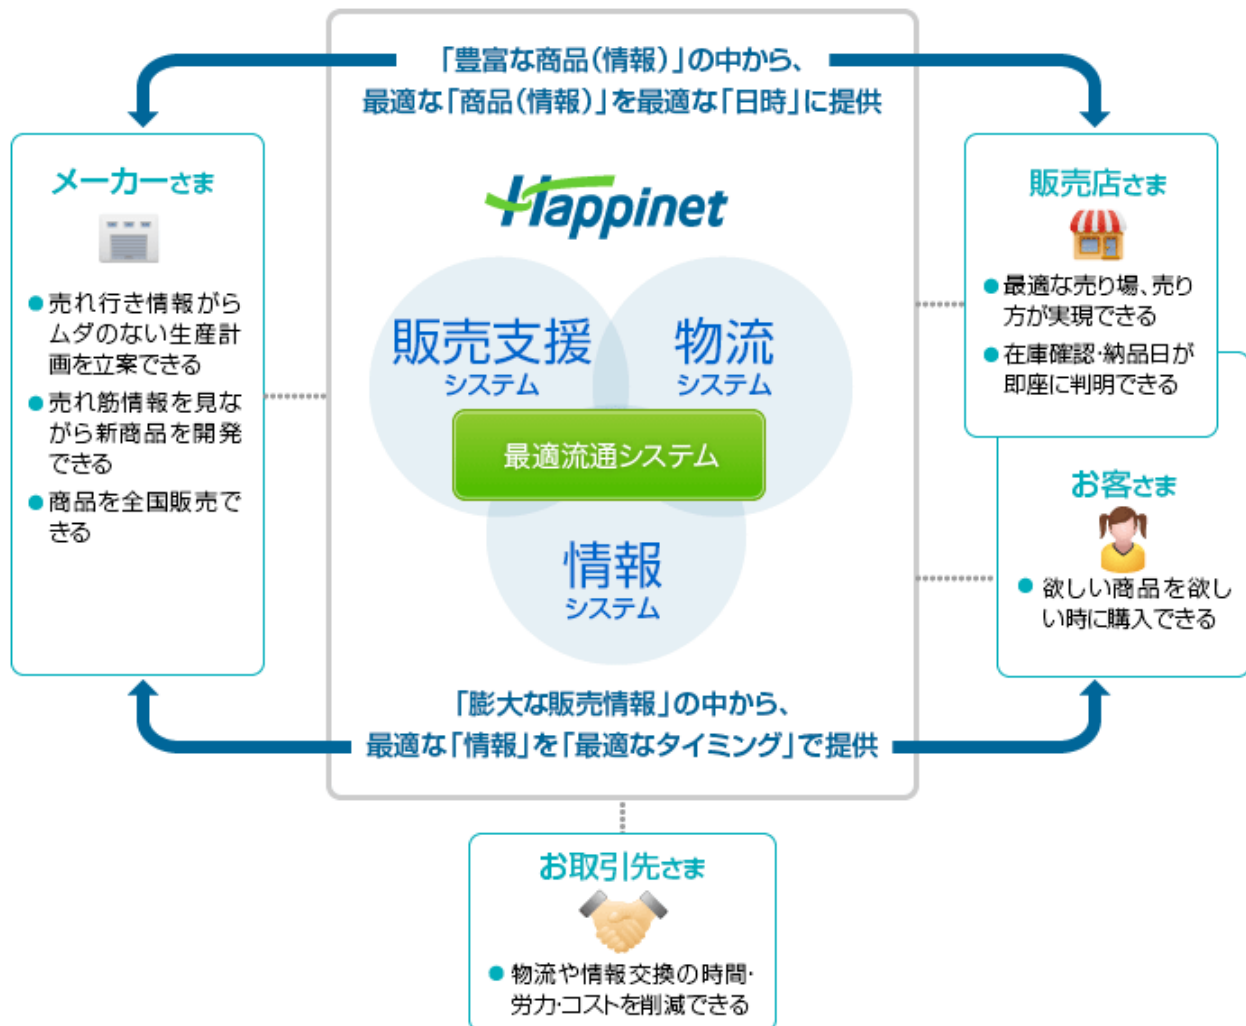 「豊富な商品(情報)」の中から、
最適な「商品(情報)」を最適な「日時」に提供
メーカーさま
売れ行き情報がら
ムダのない生産計
画を立案できる
売れ筋情報を見な
がら新商品を開発
できる
商品を全国販売で
きる
Happinet
販売支援
システム
物流
システム
最適流通システム
情報
システム
販売店さま
最適な売り場、売り
方が実現できる
在庫確認・納品日が
即座に判明できる
お客さま
欲しい商品を欲し
い時に購入できる
「膨大な販売情報」の中から、
最適な「情報」を「最適なタイミング」で提供
お取引先さま
物流や情報交換の時間・
労力・コストを削減できる